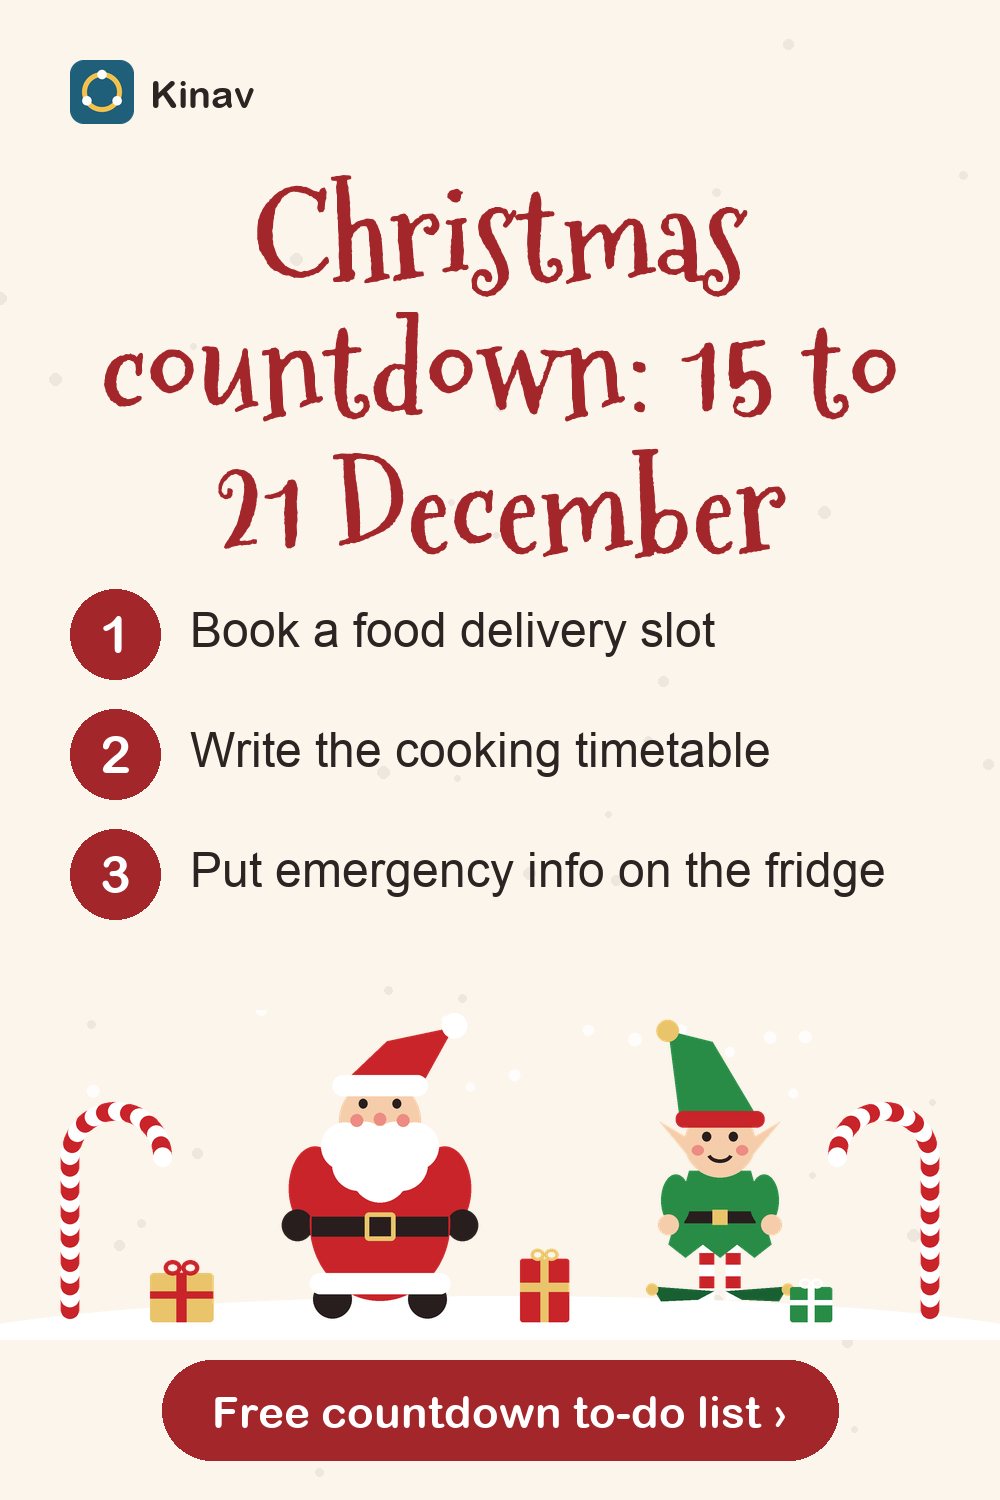 Kinav
Christmas
countdown: 15 to
21 December
1 Book a food delivery slot
2 Write the cooking timetable
3 Put emergency info on the fridge
Free countdown to-do list ›